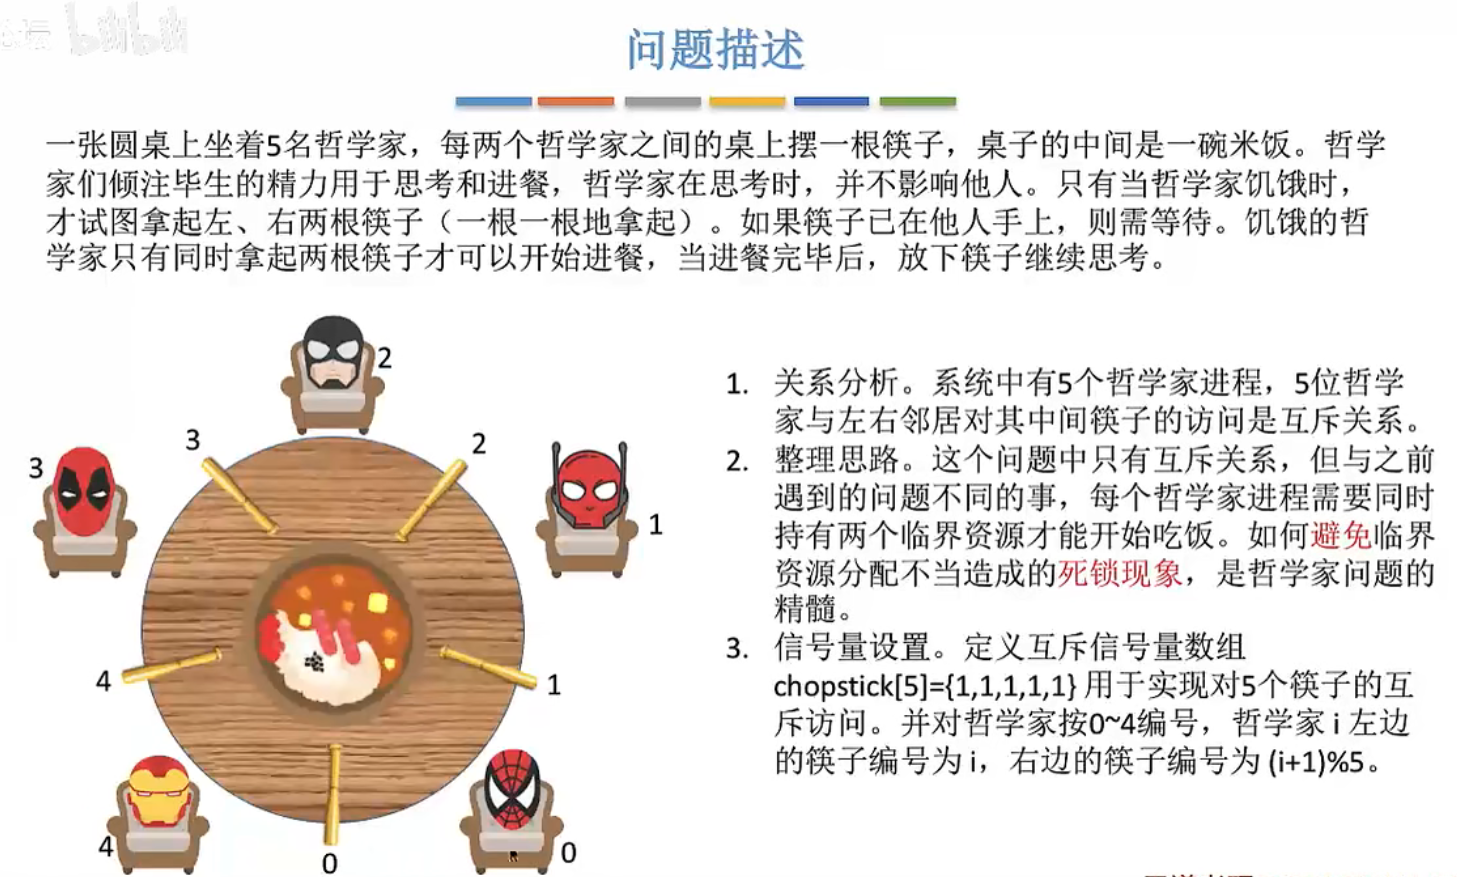 bilibili
问题描述
一张圆桌上坐着5名哲学家，每两个哲学家之间的桌上摆一根筷子，桌子的中间是一碗米饭。哲学
家们倾注毕生的精力用于思考和进餐，哲学家在思考时，并不影响他人。只有当哲学家饥饿时，
才试图拿起左、右两根筷子（一根一根地拿起）。如果筷子已在他人手上，则需等待。饥饿的哲
学家只有同时拿起两根筷子才可以开始进餐，当进餐完毕后，放下筷子继续思考。
2
3
2
3
1
4
1
4
0
0
1. 关系分析。系统中有5个哲学家进程，5位哲学
家与左右邻居对其中间筷子的访问是互斥关系。
2. 整理思路。这个问题中只有互斥关系，但与之前
遇到的问题不同的事，每个哲学家进程需要同时
持有两个临界资源才能开始吃饭。如何避免临界
资源分配不当造成的死锁现象，是哲学家问题的
精髓。
3. 信号量设置。定义互斥信号量数组
chopstick[5]={1,1,1,1,1} 用于实现对5个筷子的互
斥访问。并对哲学家按0~4编号，哲学家 i 左边
的筷子编号为 i，右边的筷子编号为 (i+1)%5。